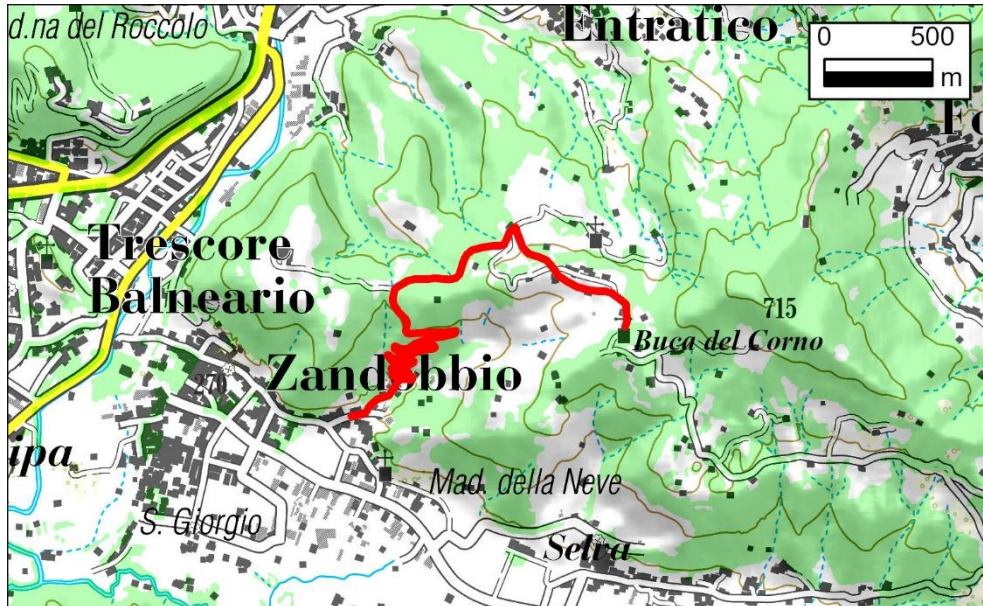 d.na del Roccolo
Entratico
0 500
m
Fo
Trescore
Balneario
715
Buca del Corno
Zandobbio
270
ipa
Mad. della Neve
S. Giorgio
Selva